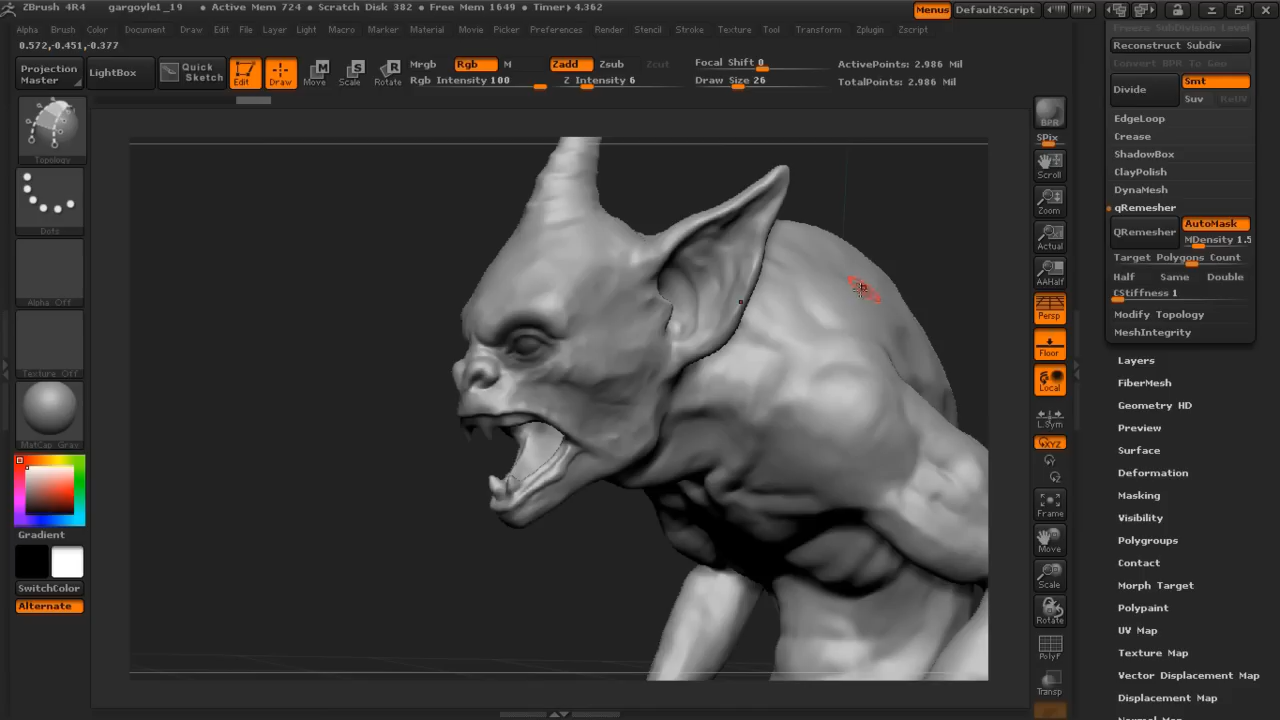 ZBrush 4R4 gargoyle1_19 • Active Mem 724 • Scratch Disk 382 • Free Mem 1649 • Timer▸4.362 Menus DefaultZScript
Alpha Brush Color Document Draw Edit File Layer Light Macro Marker Material Movie Picker Preferences Render Stencil Stroke Texture Tool Transform Zplugin Zscript
0.572,-0.451,-0.377
Projection Master
LightBox
Quick Sketch
Edit
Draw
Move
Scale
Rotate
Mrgb Rgb M
Rgb Intensity 100
Zadd Zsub Zcut
Z Intensity 6
Focal Shift 0
Draw Size 26
ActivePoints: 2.986 Mil
TotalPoints: 2.986 Mil
Topology
Dots
Alpha Off
Texture Off
MatCap Gray
Gradient
SwitchColor
Alternate
BPR
SPix
Scroll
Zoom
Actual
AAHalf
Persp
Floor
Local
L.Sym
XYZ
Frame
Move
Scale
Rotate
PolyF
Transp
Freeze Subdivision Level
Reconstruct Subdiv
Convert BPR To Geo
Divide
Smt
Suv ReUV
EdgeLoop
Crease
ShadowBox
ClayPolish
DynaMesh
qRemesher
QRemesher
AutoMask
MDensity 1.5
Target Polygons Count
Half Same Double
CStiffness 1
Modify Topology
MeshIntegrity
Layers
FiberMesh
Geometry HD
Preview
Surface
Deformation
Masking
Visibility
Polygroups
Contact
Morph Target
Polypaint
UV Map
Texture Map
Vector Displacement Map
Displacement Map
Normal Map